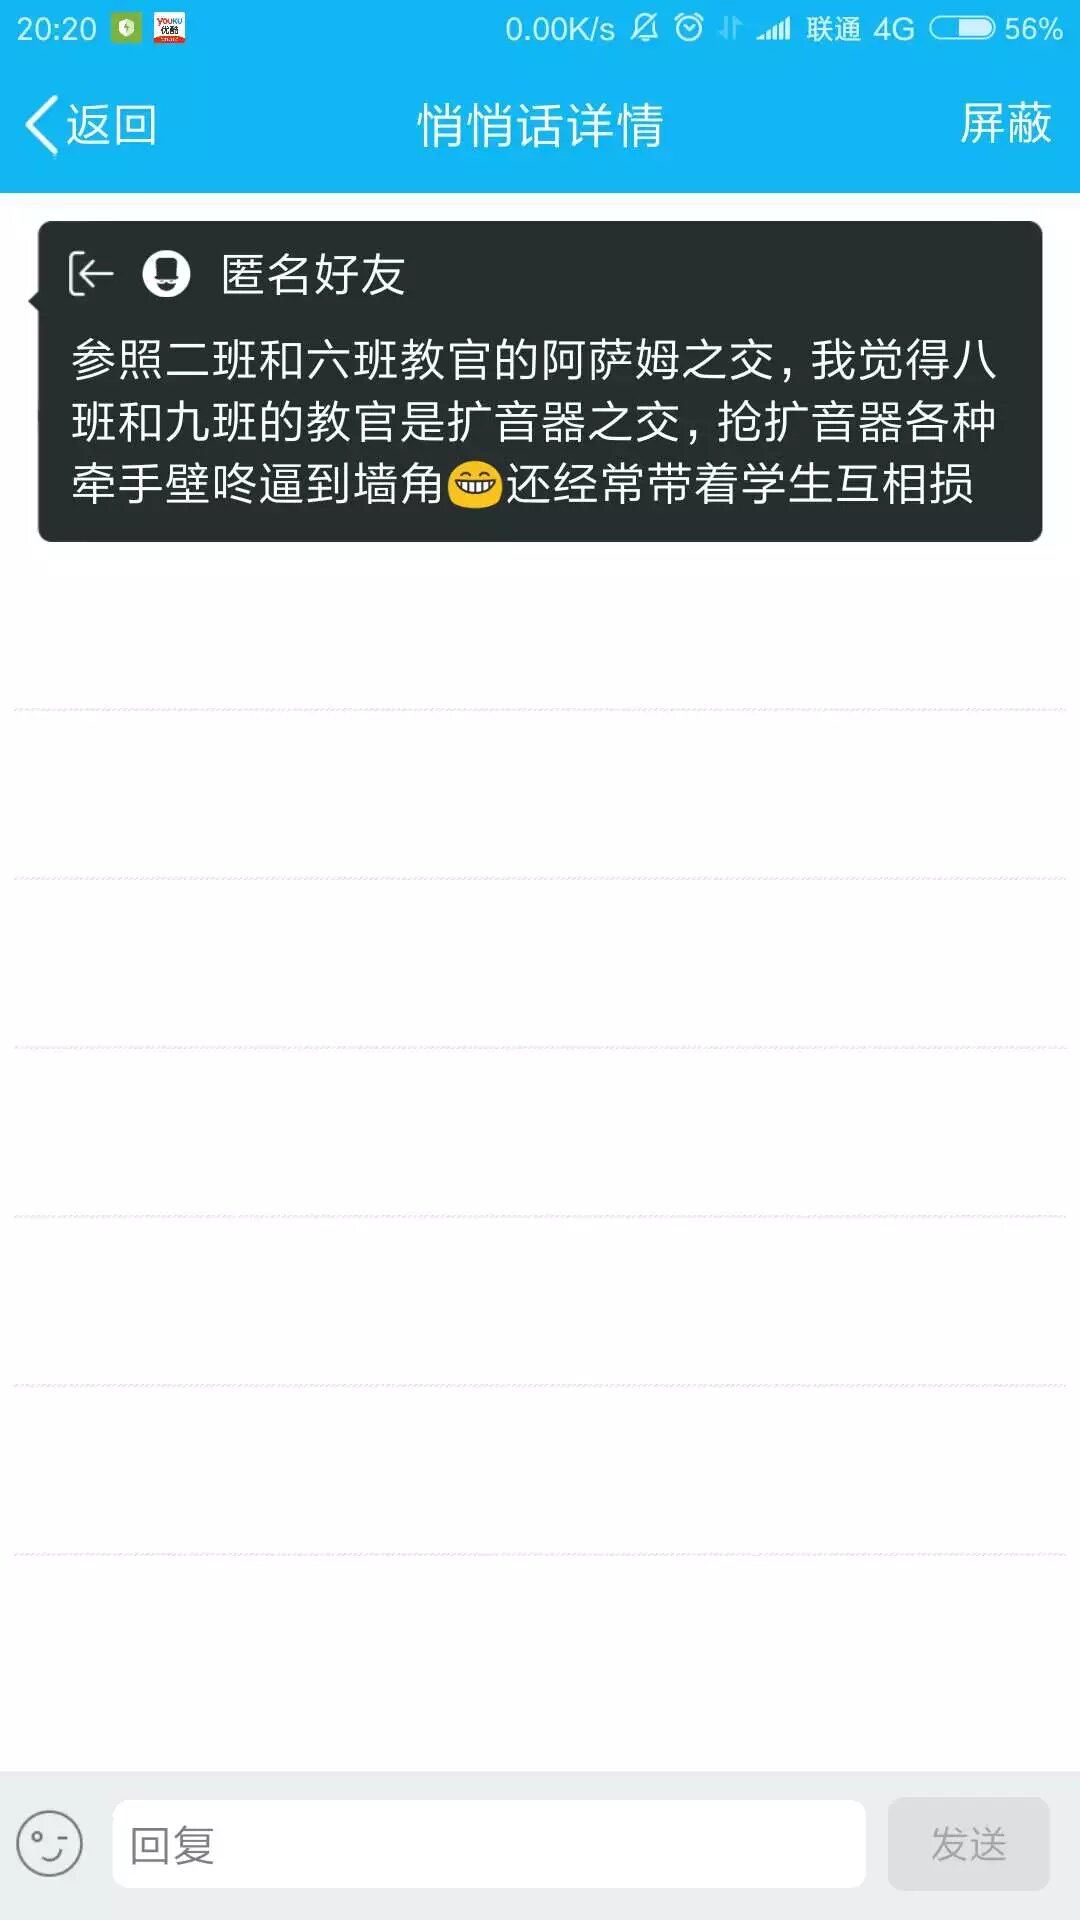 20:20 YOUKU 优酷 0.00K/s 联通 4G 56%
返回 悄悄话详情 屏蔽
匿名好友
参照二班和六班教官的阿萨姆之交，我觉得八
班和九班的教官是扩音器之交，抢扩音器各种
牵手壁咚逼到墙角😁还经常带着学生互相损
回复 发送